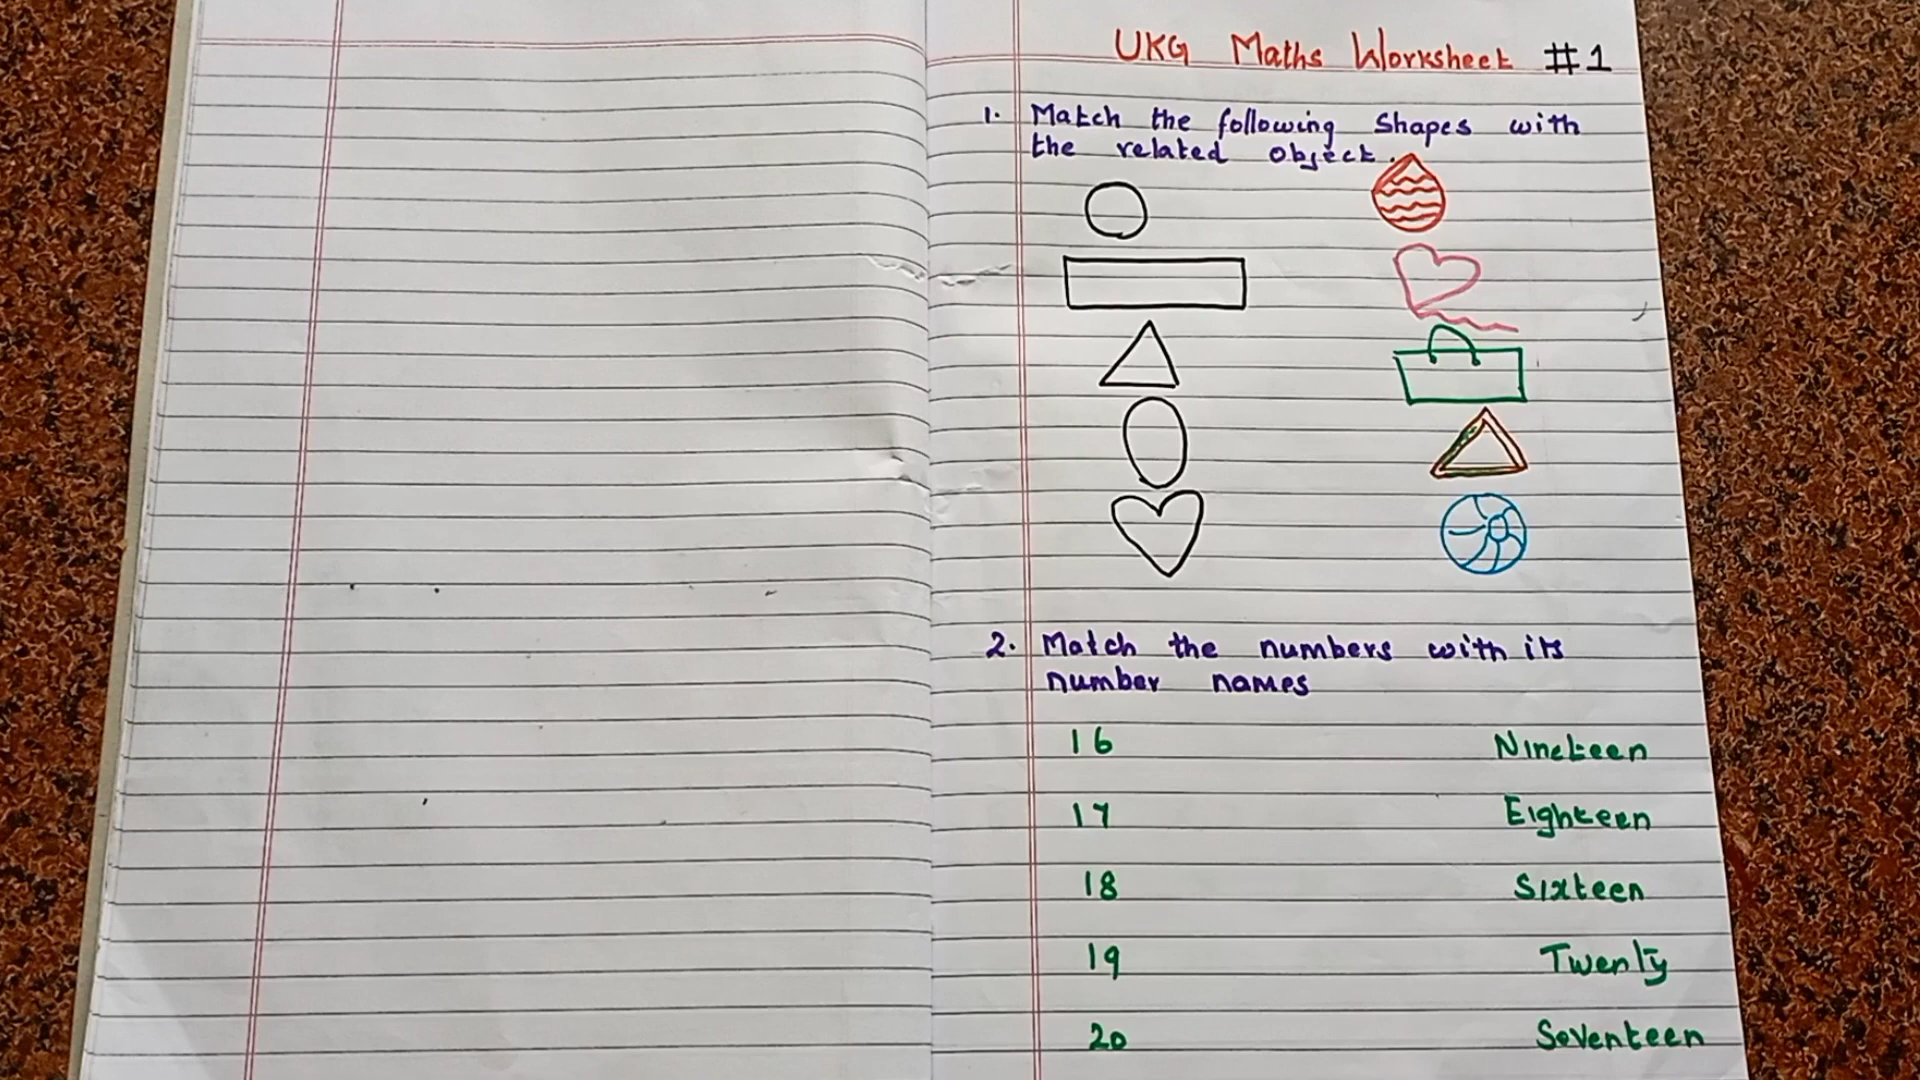 UKG Maths Worksheet #1
1. Match the following Shapes with
the related object.
2. Match the numbers with its
number names
16 Nineteen
17 Eighteen
18 Sixteen
19 Twenty
20 Seventeen